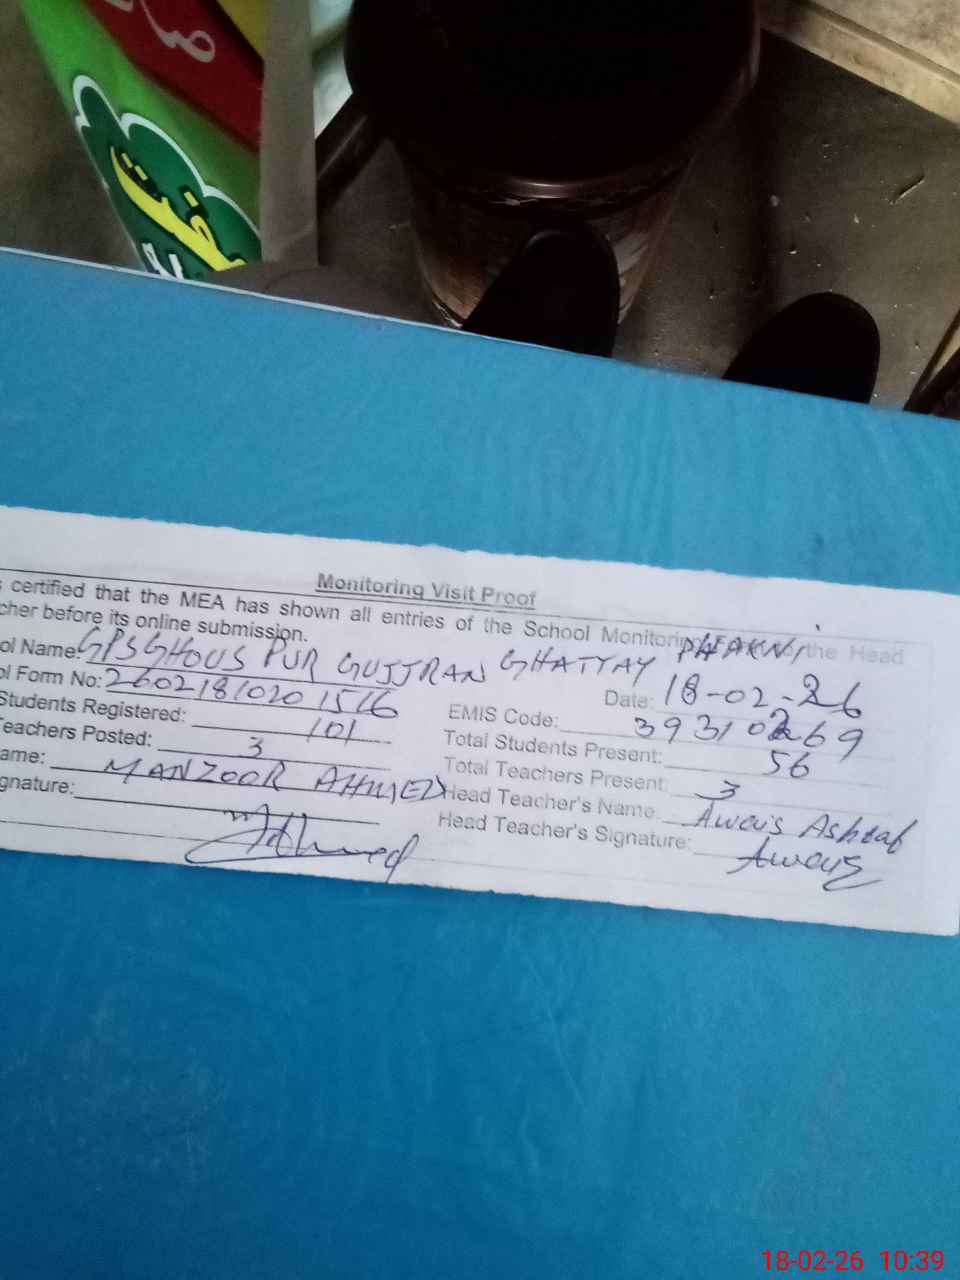 Monitoring Visit Proof
certified that the MEA has shown all entries of the School Monitoring the Head
cher before its online submission.
ol Name: GPS GHOUS PUR GUJJRAN GHATTAY
ol Form No: 2602181020 1516 Date: 18-02-26
Students Registered: 101 EMIS Code: 39310269
Teachers Posted: 3 Total Students Present: 56
ame: MANZOOR AHMED Total Teachers Present: 3
gnature: Ahmed Head Teacher's Name Awais Ashraf
Head Teacher's Signature: Awais
18-02-26 10:39